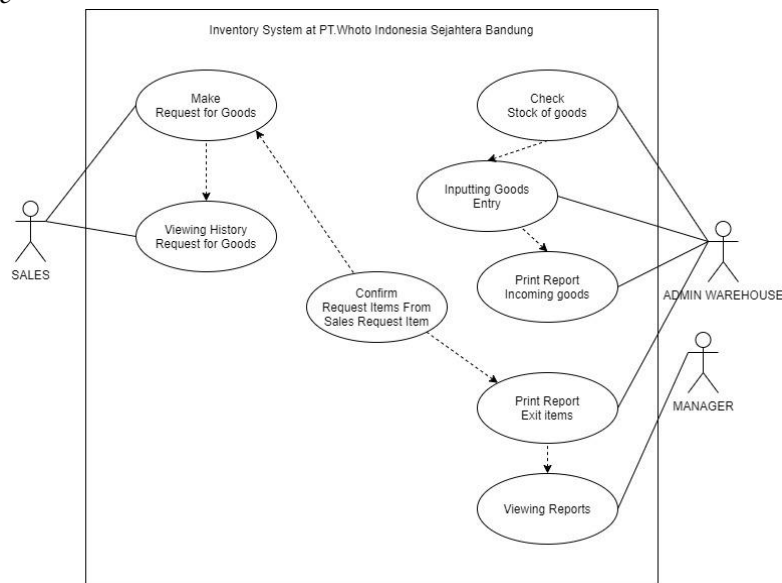 Inventory System at PT.Whoto Indonesia Sejahtera Bandung
Make
Request for Goods
Check
Stock of goods
Inputting Goods
Entry
Viewing History
Request for Goods
SALES
Print Report
Incoming goods
ADMIN WAREHOUSE
Confirm
Request Items From
Sales Request Item
Print Report
Exit items
MANAGER
Viewing Reports